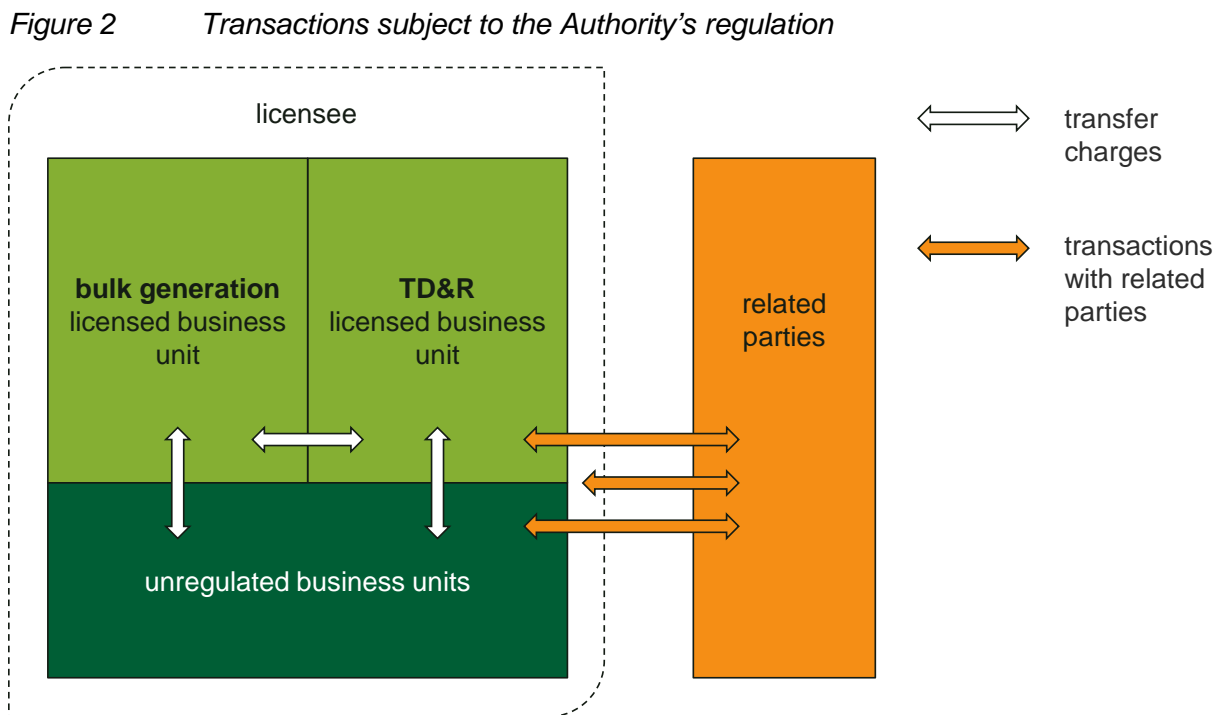 Figure 2 Transactions subject to the Authority’s regulation
licensee
bulk generation
licensed business
unit
TD&R
licensed business
unit
unregulated business units
related
parties
transfer
charges
transactions
with related
parties